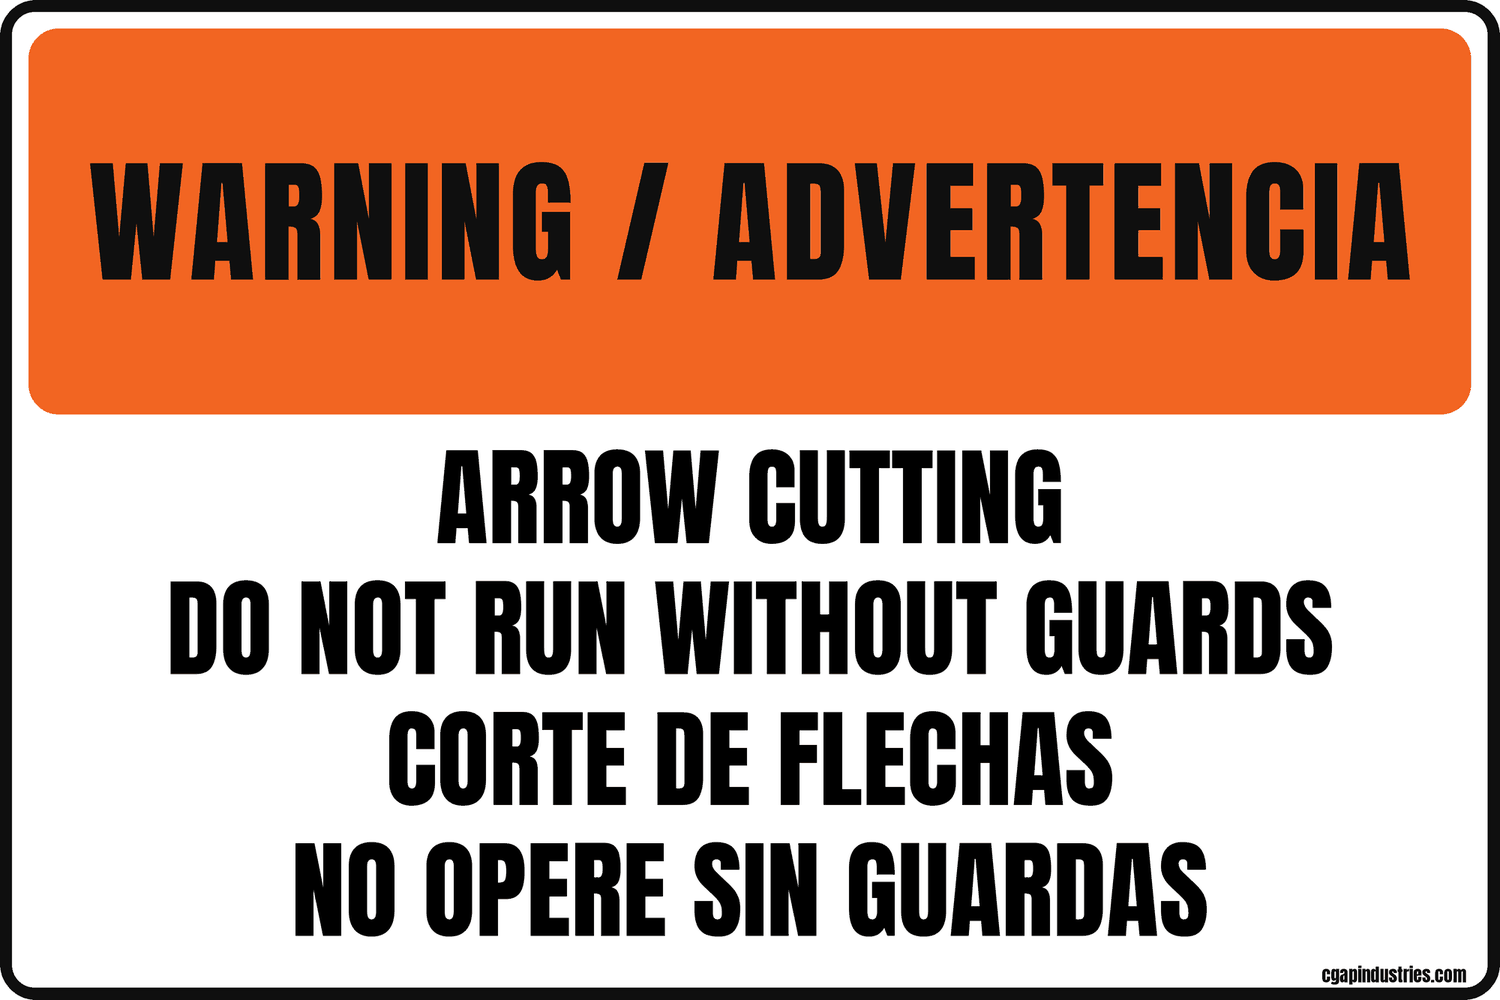 WARNING / ADVERTENCIA
ARROW CUTTING
DO NOT RUN WITHOUT GUARDS
CORTE DE FLECHAS
NO OPERE SIN GUARDAS
cgapindustries.com